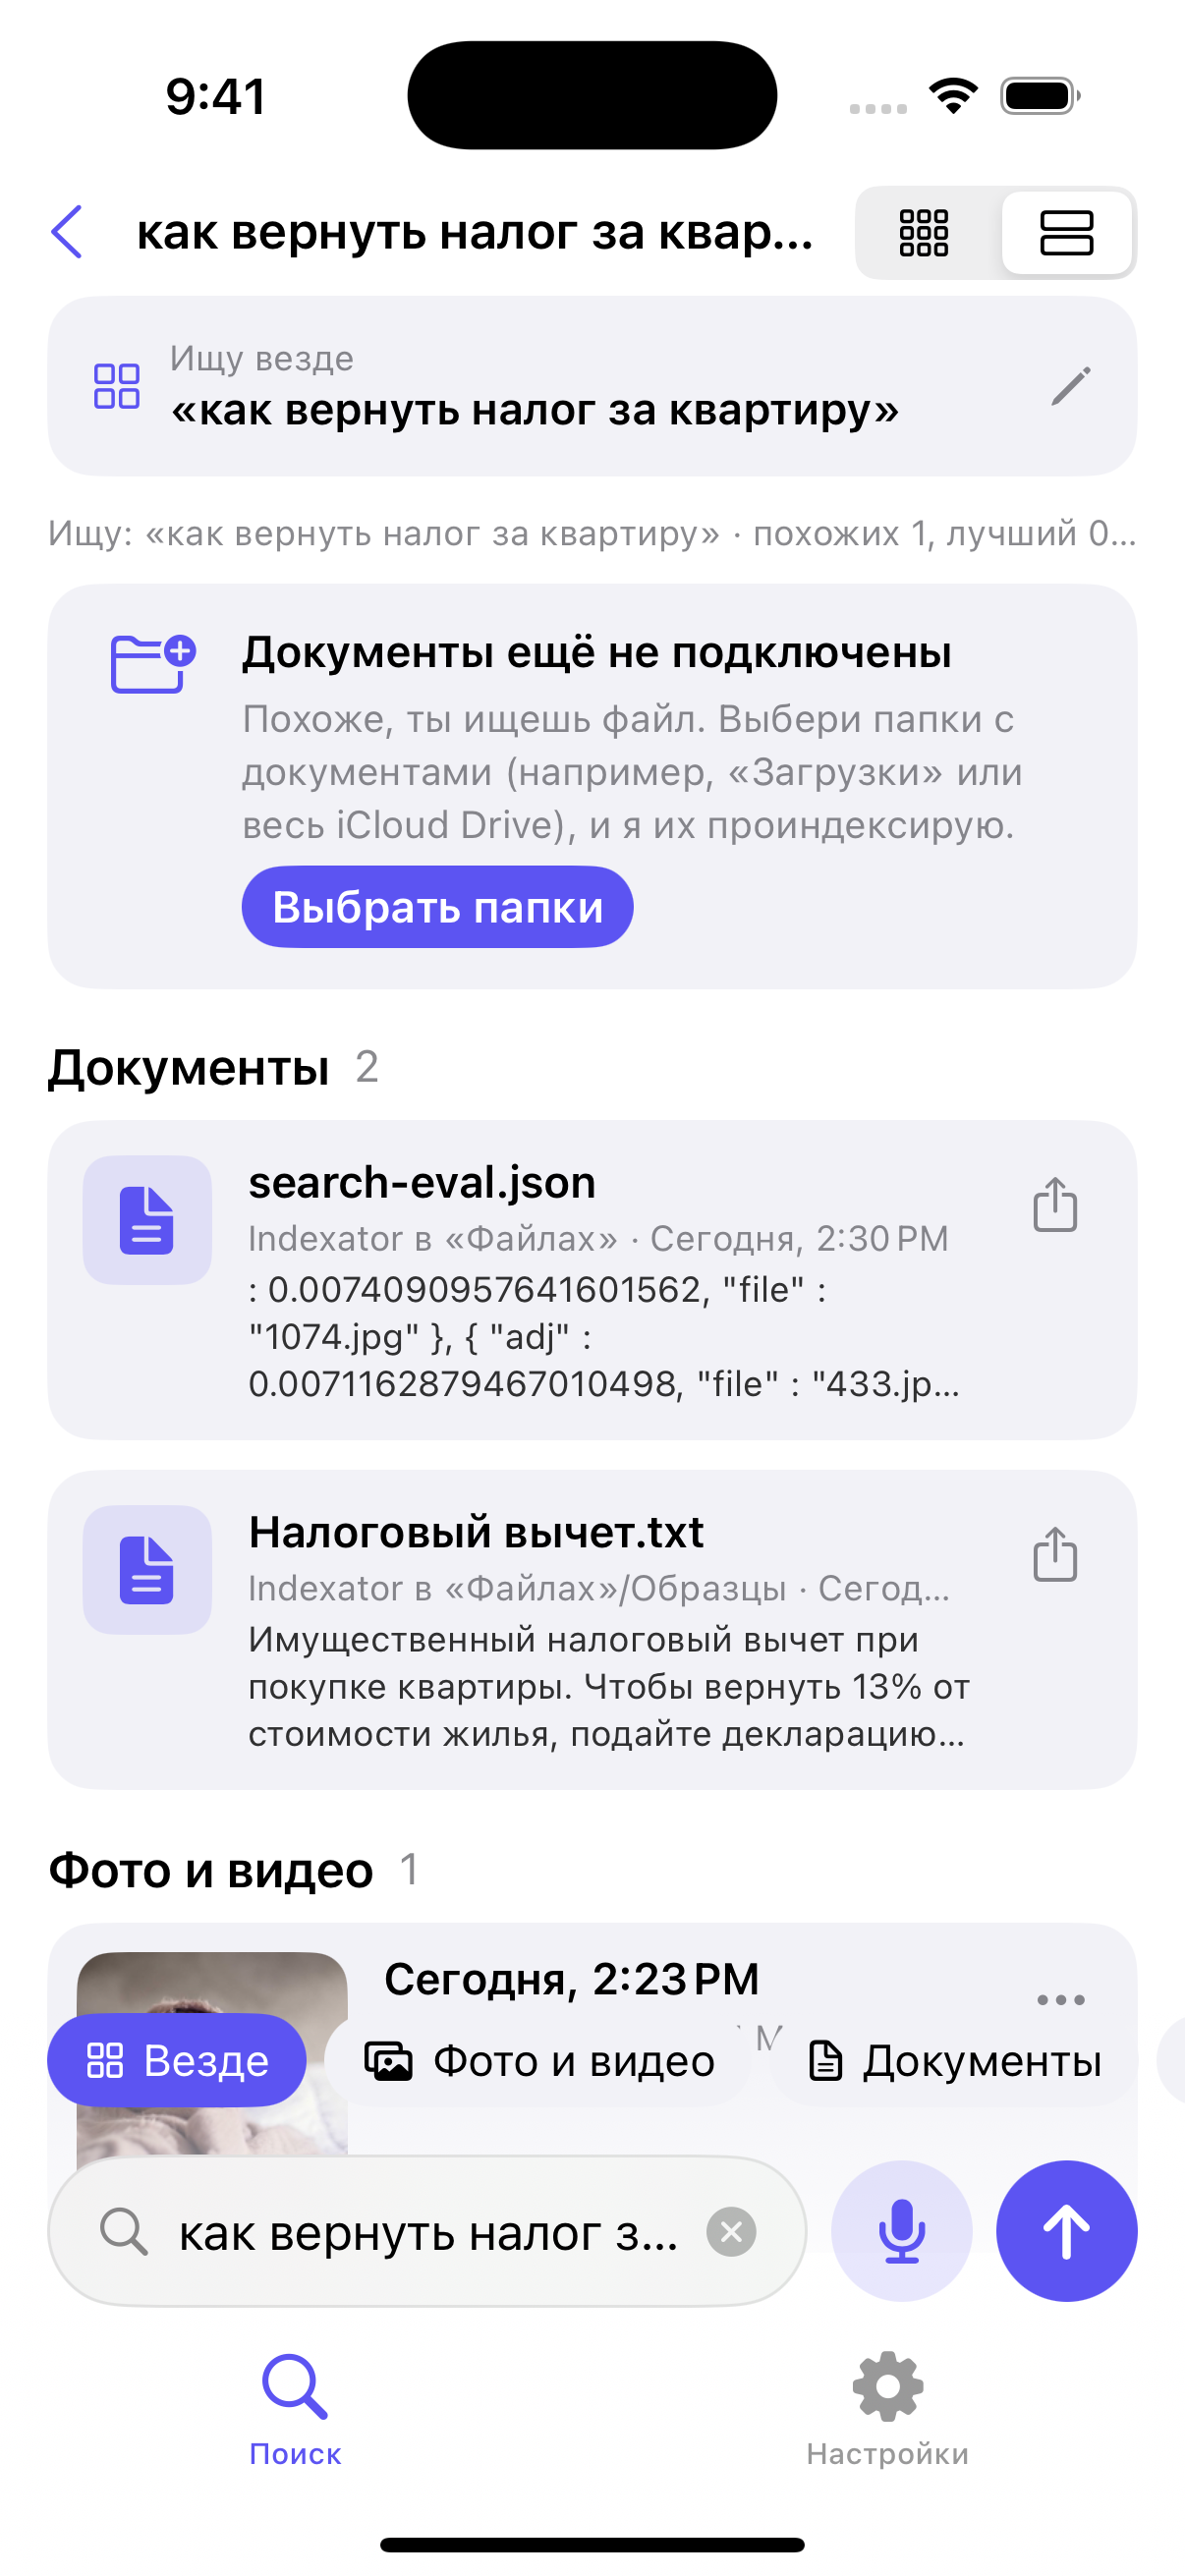 9:41
как вернуть налог за квар...
Ищу везде
«как вернуть налог за квартиру»
Ищу: «как вернуть налог за квартиру» · похожих 1, лучший 0...
Документы ещё не подключены
Похоже, ты ищешь файл. Выбери папки с
документами (например, «Загрузки» или
весь iCloud Drive), и я их проиндексирую.
Выбрать папки
Документы 2
search-eval.json
Indexator в «Файлах» · Сегодня, 2:30 PM
: 0.0074090957641601562, "file" :
"1074.jpg" }, { "adj" :
0.0071162879467010498, "file" : "433.jp...
Налоговый вычет.txt
Indexator в «Файлах»/Образцы · Сегод...
Имущественный налоговый вычет при
покупке квартиры. Чтобы вернуть 13% от
стоимости жилья, подайте декларацию...
Фото и видео 1
Сегодня, 2:23 PM
Везде
Фото и видео
Документы
как вернуть налог з...
Поиск
Настройки